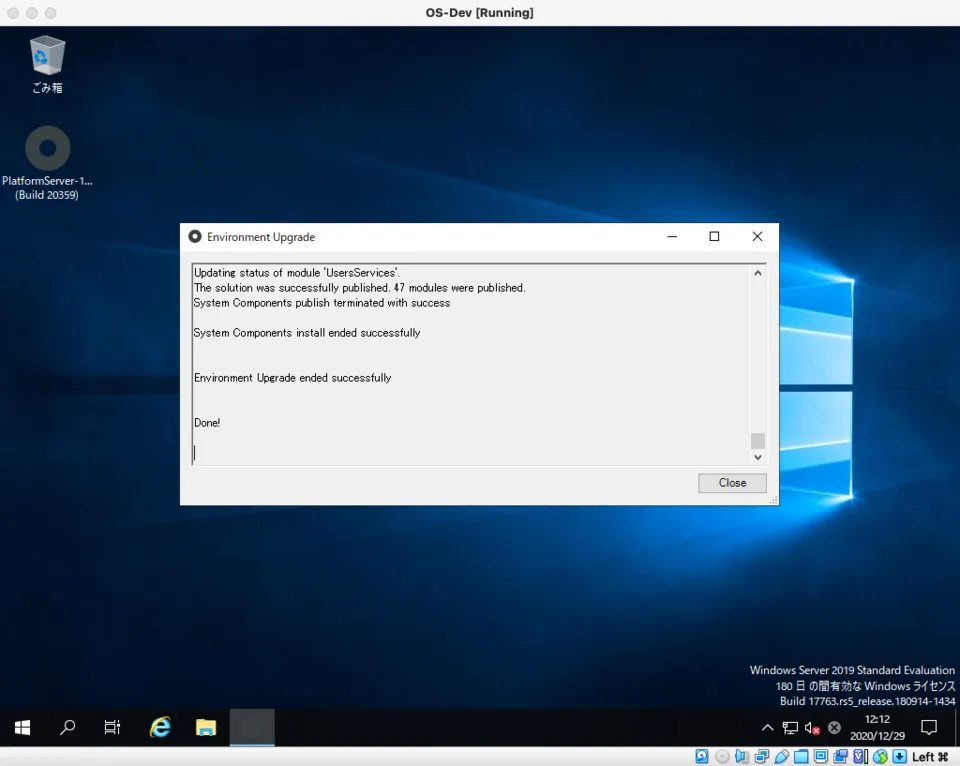 OS-Dev [Running]
ごみ箱
PlatformServer-1...
(Build 20359)
Environment Upgrade
Updating status of module 'UsersServices'.
The solution was successfully published. 47 modules were published.
System Components publish terminated with success
System Components install ended successfully
Environment Upgrade ended successfully
Done!
Close
Windows Server 2019 Standard Evaluation
180 日 の間有効な Windows ライセンス
Build 17763.rs5_release.180914-1434
12:12
2020/12/29
Left ⌘